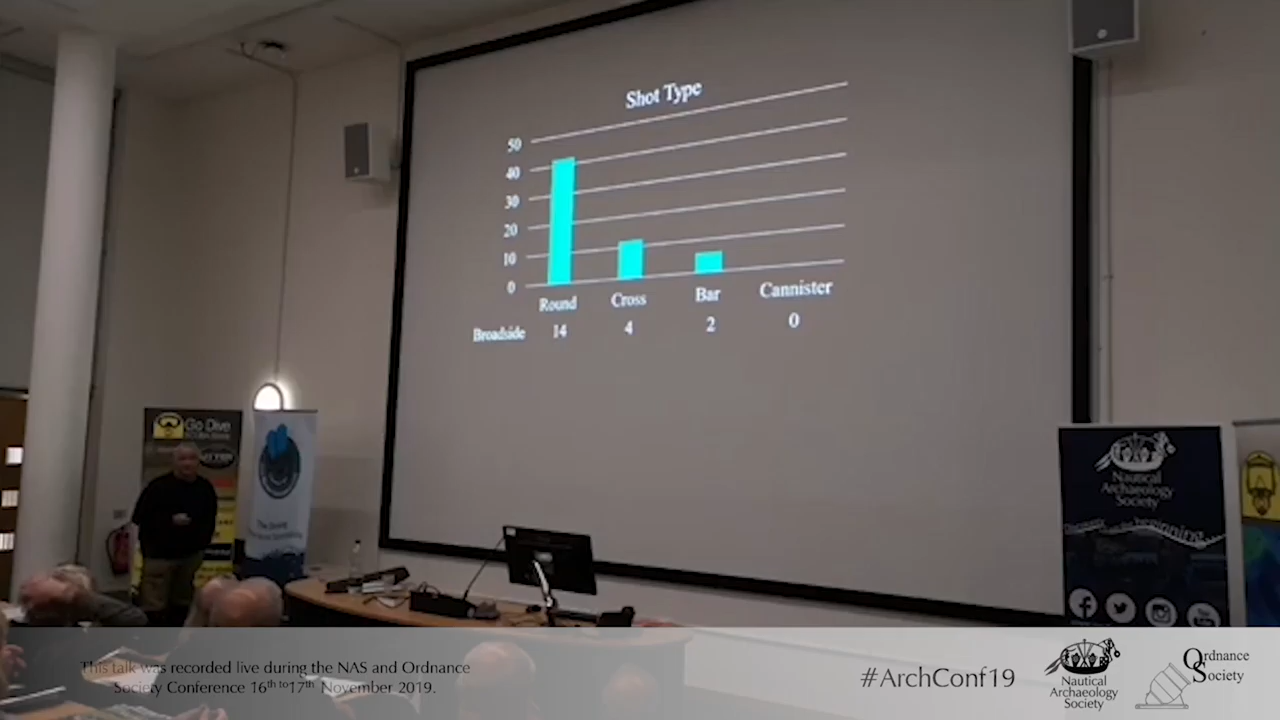 Shot Type
50
40
30
20
10
0
Round Cross Bar Cannister
Broadside 14 4 2 0
Go Dive
Nautical
Archaeology
Society
beginning
This talk was recorded live during the NAS and Ordnance
Society Conference 16th to 17th November 2019.
#ArchConf19
Nautical
Archaeology
Society
Ordnance
Society